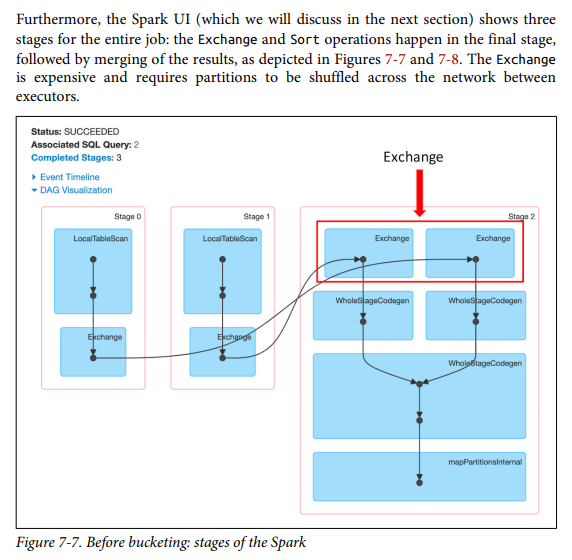 Furthermore, the Spark UI (which we will discuss in the next section) shows three
stages for the entire job: the Exchange and Sort operations happen in the final stage,
followed by merging of the results, as depicted in Figures 7-7 and 7-8. The Exchange
is expensive and requires partitions to be shuffled across the network between
executors.
Status: SUCCEEDED
Associated SQL Query: 2
Completed Stages: 3
Event Timeline
DAG Visualization
Exchange
Stage 0
Stage 1
Stage 2
LocalTableScan
LocalTableScan
Exchange
Exchange
WholeStageCodegen
WholeStageCodegen
Exchange
Exchange
WholeStageCodegen
mapPartitionsInternal
Figure 7-7. Before bucketing: stages of the Spark